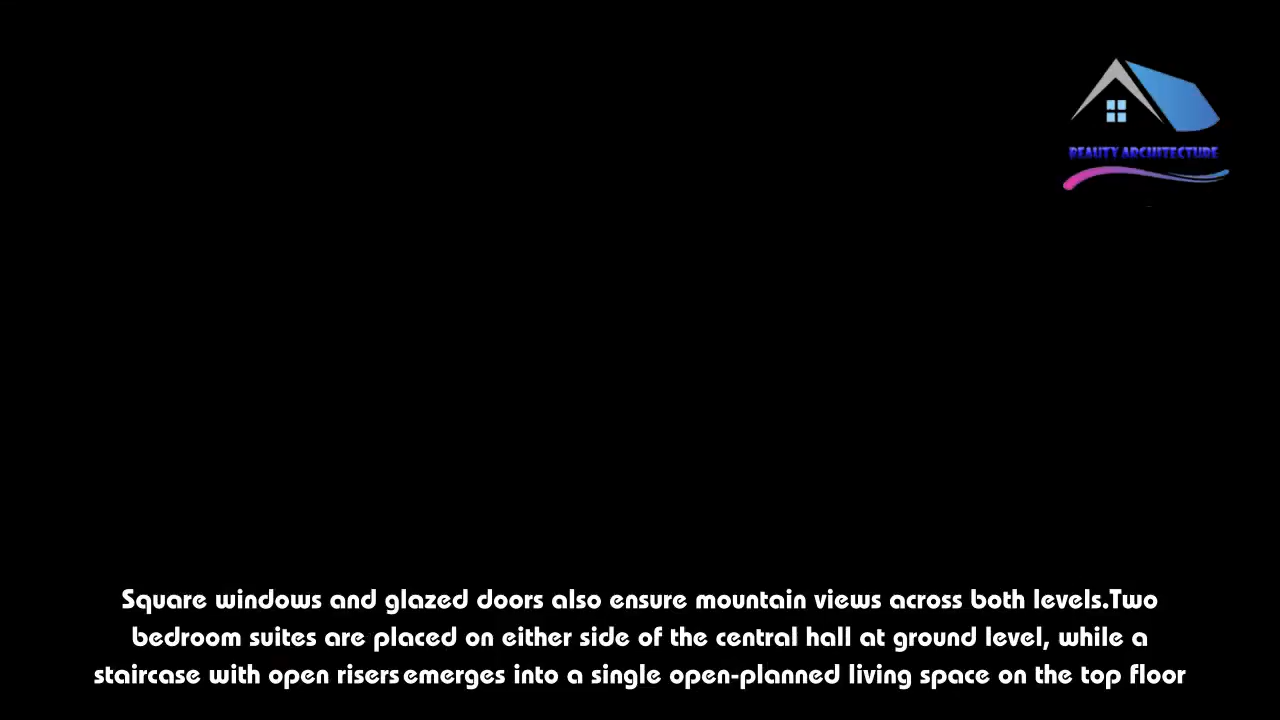 BEAUTY ARCHITECTURE
Square windows and glazed doors also ensure mountain views across both levels.Two
bedroom suites are placed on either side of the central hall at ground level, while a
staircase with open risers emerges into a single open-planned living space on the top floor